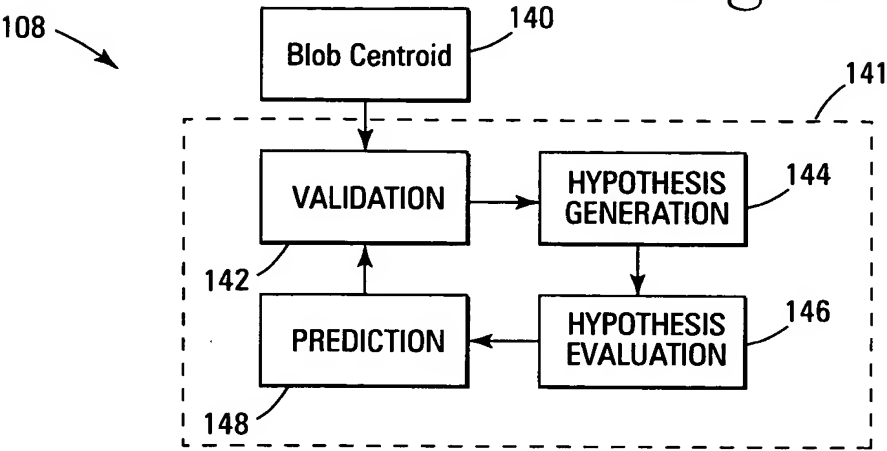 108
Blob Centroid
140
141
VALIDATION
142
HYPOTHESIS
GENERATION
144
PREDICTION
148
HYPOTHESIS
EVALUATION
146